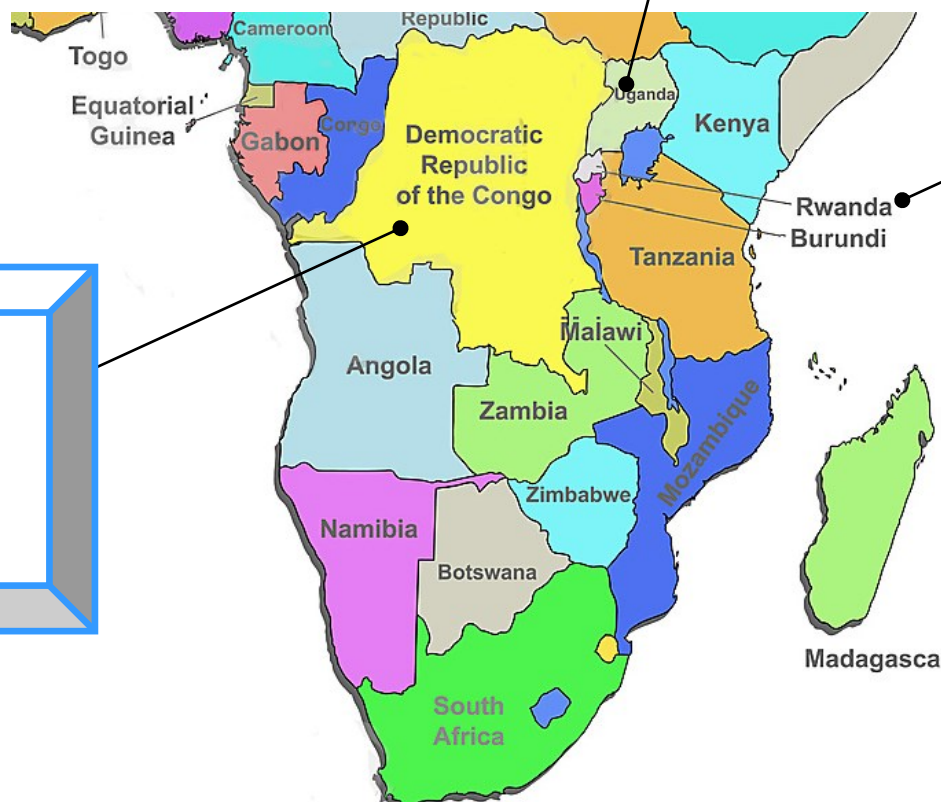 Republic
Cameroon
Togo
Uganda
Equatorial
Guinea
Kenya
Congo
Gabon
Democratic
Republic
of the Congo
Rwanda
Burundi
Tanzania
Malawi
Angola
Zambia
Mozambique
Zimbabwe
Namibia
Botswana
Madagasca
South
Africa